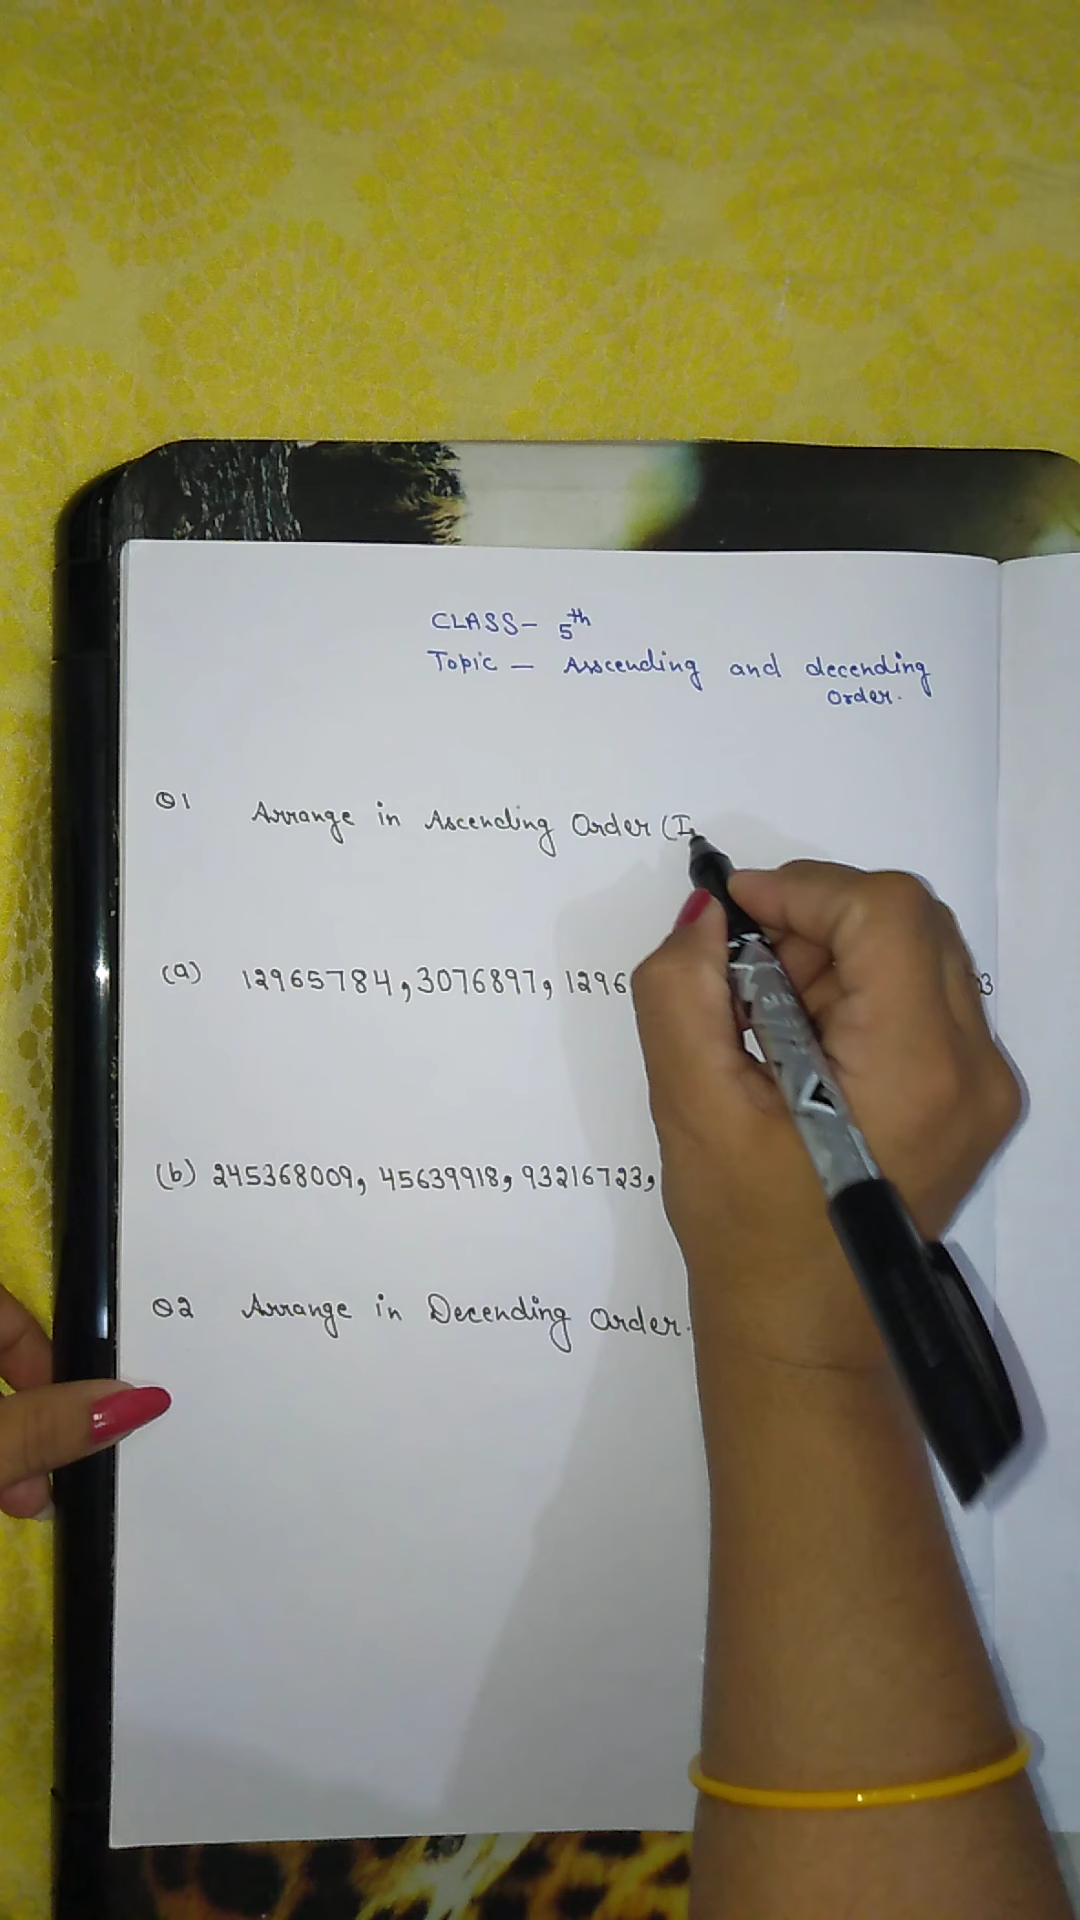 CLASS- 5th
Topic - Asscending and decending
Order.
Q1 Arrange in Ascending Order (I
(a) 12965784, 3076897, 1296 23
(b) 245368009, 45639918, 93216723,
Q2 Arrange in Decending Order.